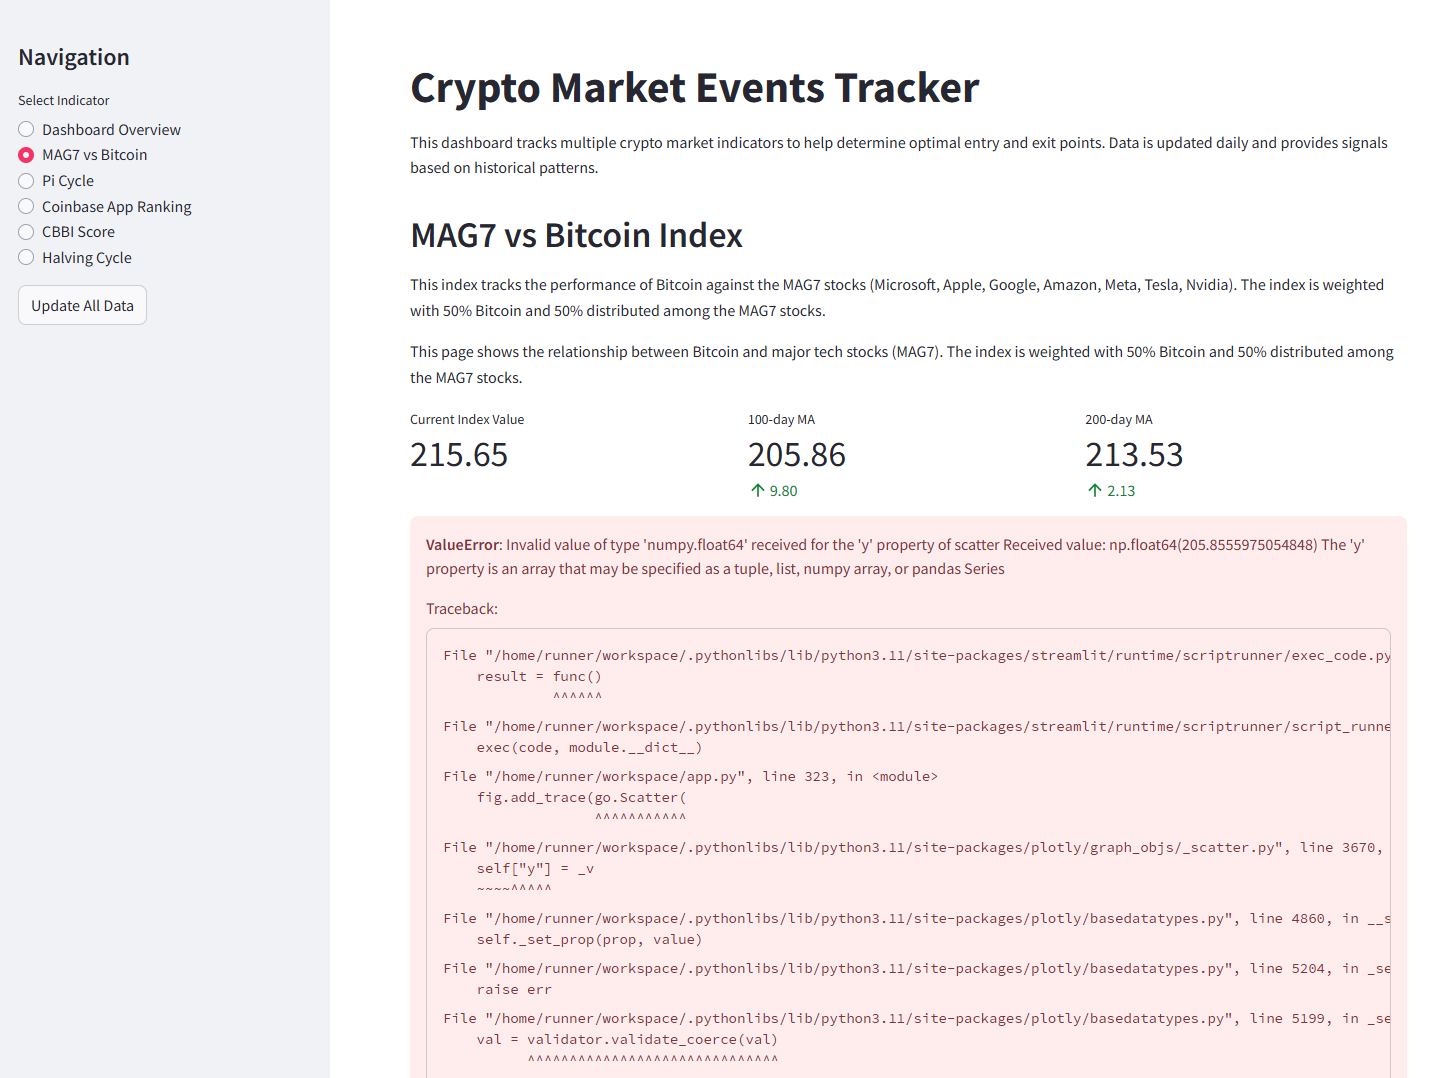 Navigation
Select Indicator
Dashboard Overview
MAG7 vs Bitcoin
Pi Cycle
Coinbase App Ranking
CBBI Score
Halving Cycle
Update All Data
Crypto Market Events Tracker
This dashboard tracks multiple crypto market indicators to help determine optimal entry and exit points. Data is updated daily and provides signals
based on historical patterns.
MAG7 vs Bitcoin Index
This index tracks the performance of Bitcoin against the MAG7 stocks (Microsoft, Apple, Google, Amazon, Meta, Tesla, Nvidia). The index is weighted
with 50% Bitcoin and 50% distributed among the MAG7 stocks.
This page shows the relationship between Bitcoin and major tech stocks (MAG7). The index is weighted with 50% Bitcoin and 50% distributed among
the MAG7 stocks.
Current Index Value
215.65
100-day MA
205.86
↑ 9.80
200-day MA
213.53
↑ 2.13
ValueError: Invalid value of type 'numpy.float64' received for the 'y' property of scatter Received value: np.float64(205.8555975054848) The 'y'
property is an array that may be specified as a tuple, list, numpy array, or pandas Series
Traceback:
File "/home/runner/workspace/.pythonlibs/lib/python3.11/site-packages/streamlit/runtime/scriptrunner/exec_code.py
result = func()
^^^^^^
File "/home/runner/workspace/.pythonlibs/lib/python3.11/site-packages/streamlit/runtime/scriptrunner/script_runne
exec(code, module.__dict__)
File "/home/runner/workspace/app.py", line 323, in <module>
fig.add_trace(go.Scatter(
^^^^^^^^^^^
File "/home/runner/workspace/.pythonlibs/lib/python3.11/site-packages/plotly/graph_objs/_scatter.py", line 3670,
self["y"] = _v
~~~~^^^^^
File "/home/runner/workspace/.pythonlibs/lib/python3.11/site-packages/plotly/basedatatypes.py", line 4860, in __s
self._set_prop(prop, value)
File "/home/runner/workspace/.pythonlibs/lib/python3.11/site-packages/plotly/basedatatypes.py", line 5204, in _se
raise err
File "/home/runner/workspace/.pythonlibs/lib/python3.11/site-packages/plotly/basedatatypes.py", line 5199, in _se
val = validator.validate_coerce(val)
^^^^^^^^^^^^^^^^^^^^^^^^^^^^^^